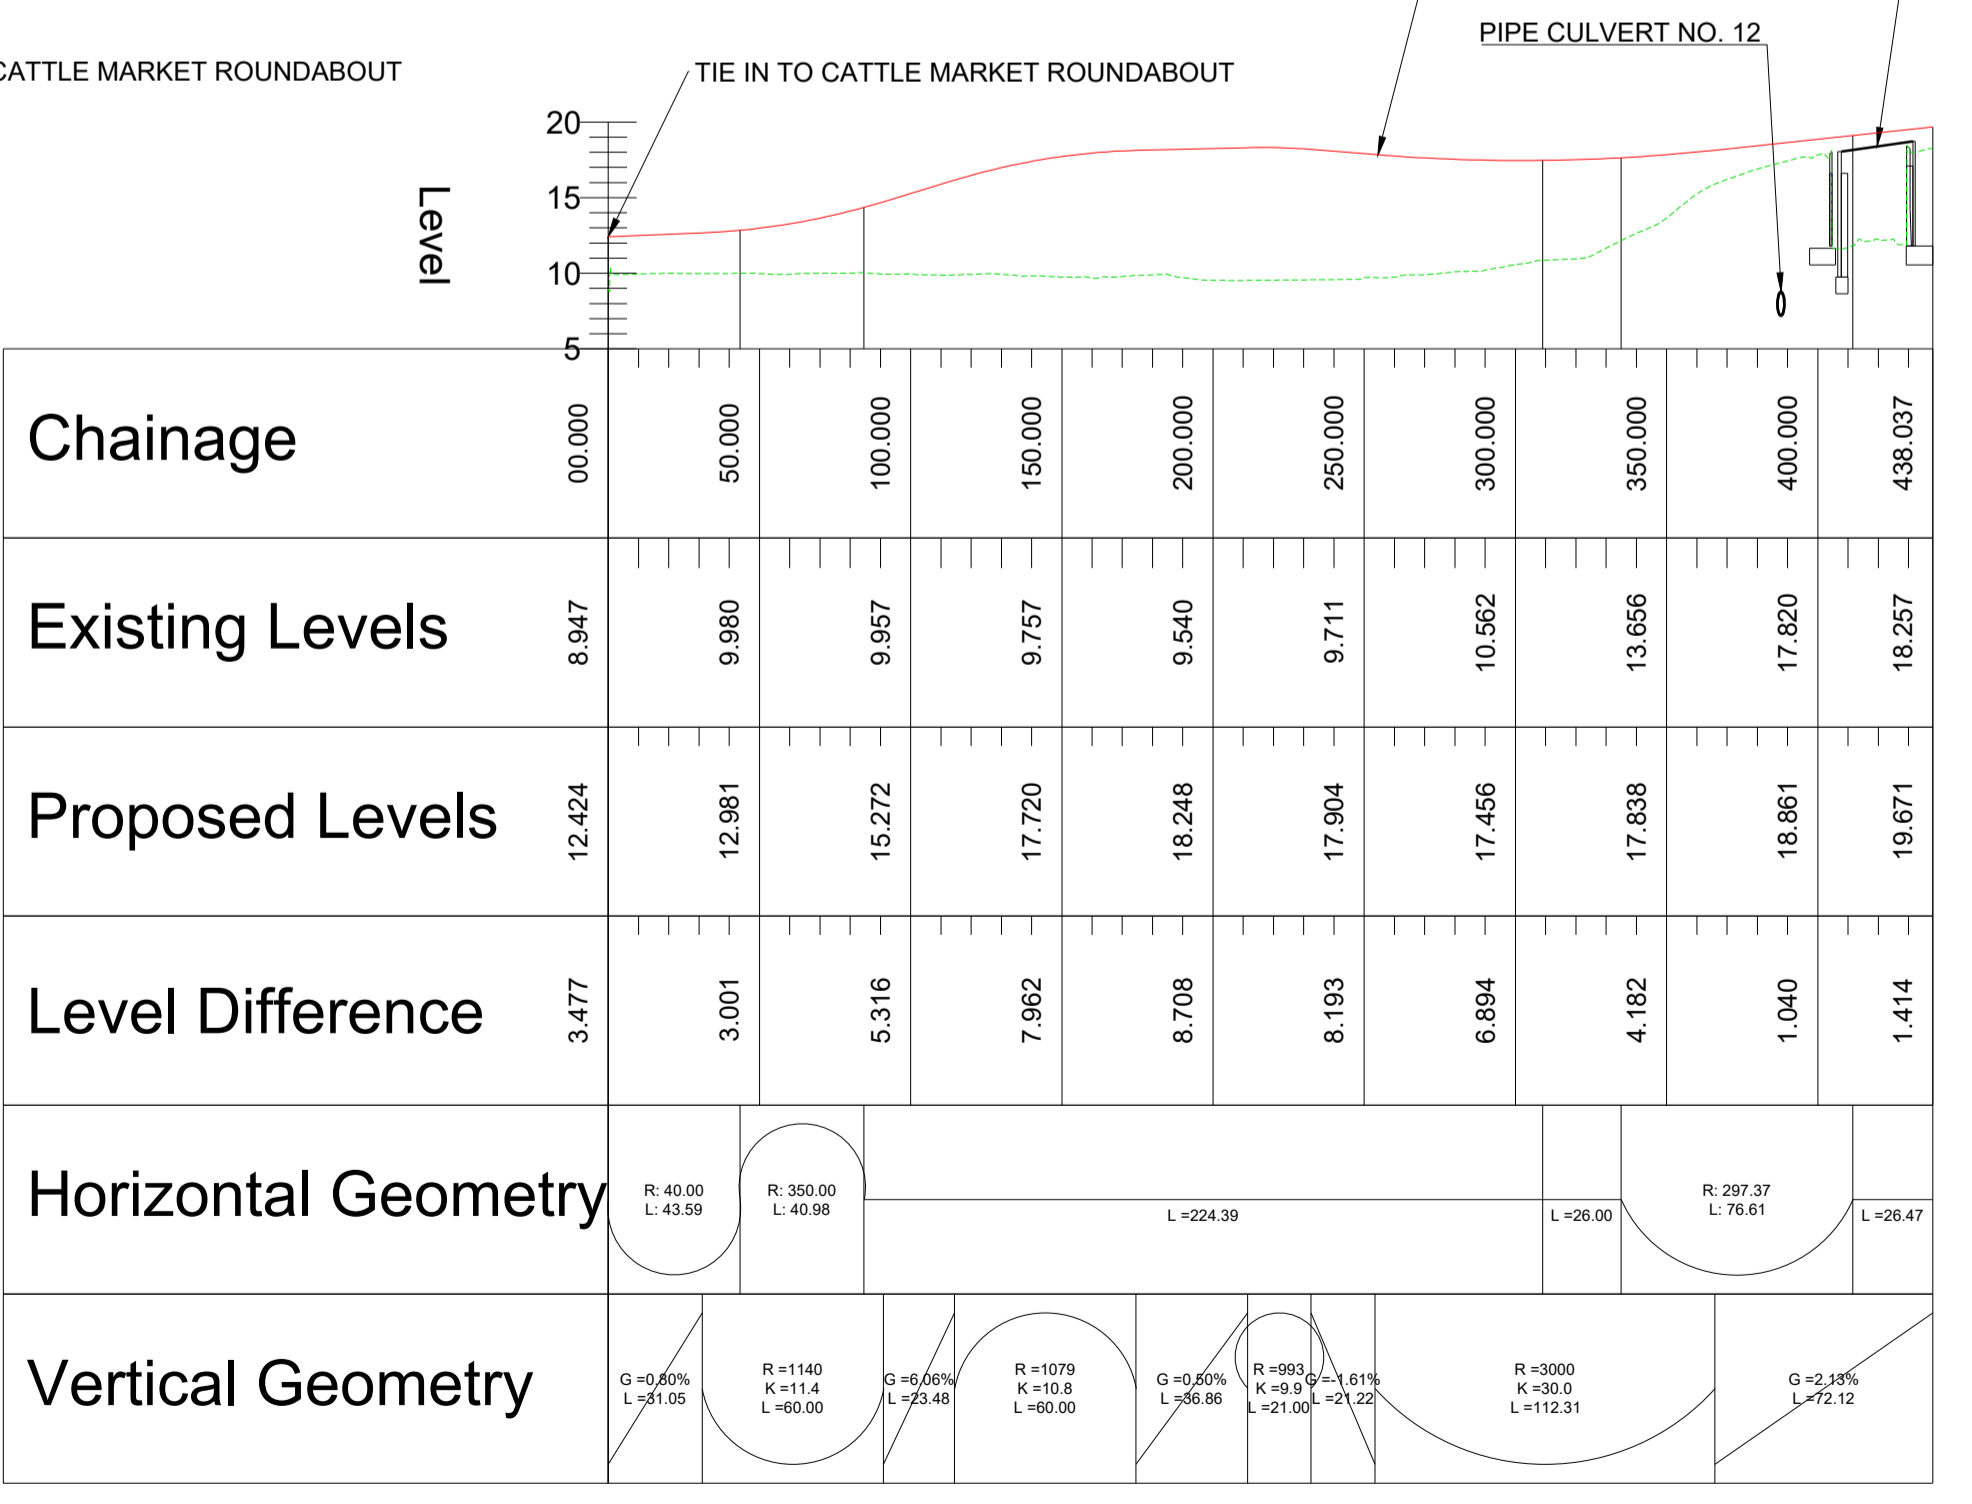 PIPE CULVERT NO. 12
CATTLE MARKET ROUNDABOUT
TIE IN TO CATTLE MARKET ROUNDABOUT
Level
20
15
10
5
Chainage
00.000
50.000
100.000
150.000
200.000
250.000
300.000
350.000
400.000
438.037
Existing Levels
8.947
9.980
9.957
9.757
9.540
9.711
10.562
13.656
17.820
18.257
Proposed Levels
12.424
12.981
15.272
17.720
18.248
17.904
17.456
17.838
18.861
19.671
Level Difference
3.477
3.001
5.316
7.962
8.708
8.193
6.894
4.182
1.040
1.414
Horizontal Geometry
R: 40.00
L: 43.59
R: 350.00
L: 40.98
L =224.39
L =26.00
R: 297.37
L: 76.61
L =26.47
Vertical Geometry
G =0.80%
L =31.05
R =1140
K =11.4
L =60.00
G =6.06%
L =23.48
R =1079
K =10.8
L =60.00
G =0.50%
L =36.86
R =993
K =9.9
L =21.00
G =-1.61%
L =21.22
R =3000
K =30.0
L =112.31
G =2.13%
L =72.12